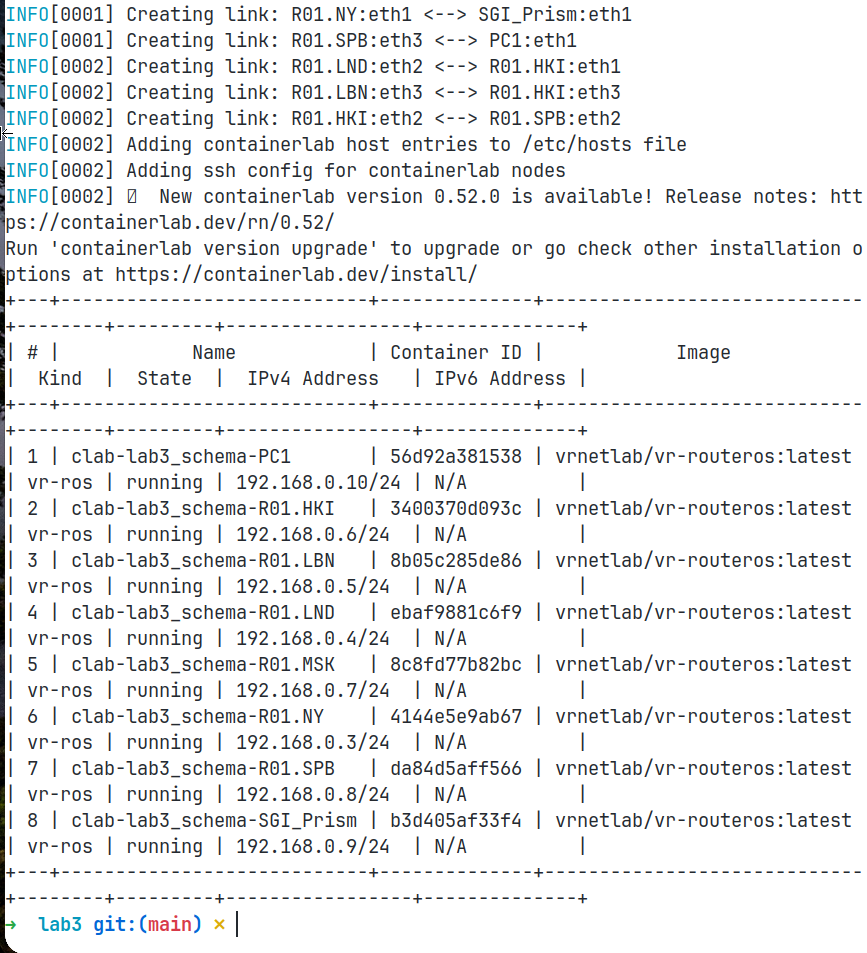 INFO[0001] Creating link: R01.NY:eth1 <--> SGI_Prism:eth1
INFO[0001] Creating link: R01.SPB:eth3 <--> PC1:eth1
INFO[0002] Creating link: R01.LND:eth2 <--> R01.HKI:eth1
INFO[0002] Creating link: R01.LBN:eth3 <--> R01.HKI:eth3
INFO[0002] Creating link: R01.HKI:eth2 <--> R01.SPB:eth2
INFO[0002] Adding containerlab host entries to /etc/hosts file
INFO[0002] Adding ssh config for containerlab nodes
INFO[0002] New containerlab version 0.52.0 is available! Release notes: htt
ps://containerlab.dev/rn/0.52/
Run 'containerlab version upgrade' to upgrade or go check other installation o
ptions at https://containerlab.dev/install/
+---+----------------------------+--------------+-----------------------------
+--------+---------+-----------------+--------------+
| # |            Name            | Container ID |            Image
|  Kind  |  State  |  IPv4 Address   | IPv6 Address |
+---+----------------------------+--------------+-----------------------------
+--------+---------+-----------------+--------------+
| 1 | clab-lab3_schema-PC1       | 56d92a381538 | vrnetlab/vr-routeros:latest
| vr-ros | running | 192.168.0.10/24 | N/A          |
| 2 | clab-lab3_schema-R01.HKI   | 3400370d093c | vrnetlab/vr-routeros:latest
| vr-ros | running | 192.168.0.6/24  | N/A          |
| 3 | clab-lab3_schema-R01.LBN   | 8b05c285de86 | vrnetlab/vr-routeros:latest
| vr-ros | running | 192.168.0.5/24  | N/A          |
| 4 | clab-lab3_schema-R01.LND   | ebaf9881c6f9 | vrnetlab/vr-routeros:latest
| vr-ros | running | 192.168.0.4/24  | N/A          |
| 5 | clab-lab3_schema-R01.MSK   | 8c8fd77b82bc | vrnetlab/vr-routeros:latest
| vr-ros | running | 192.168.0.7/24  | N/A          |
| 6 | clab-lab3_schema-R01.NY    | 4144e5e9ab67 | vrnetlab/vr-routeros:latest
| vr-ros | running | 192.168.0.3/24  | N/A          |
| 7 | clab-lab3_schema-R01.SPB   | da84d5aff566 | vrnetlab/vr-routeros:latest
| vr-ros | running | 192.168.0.8/24  | N/A          |
| 8 | clab-lab3_schema-SGI_Prism | b3d405af33f4 | vrnetlab/vr-routeros:latest
| vr-ros | running | 192.168.0.9/24  | N/A          |
+---+----------------------------+--------------+-----------------------------
+--------+---------+-----------------+--------------+
→  lab3 git:(main) ×